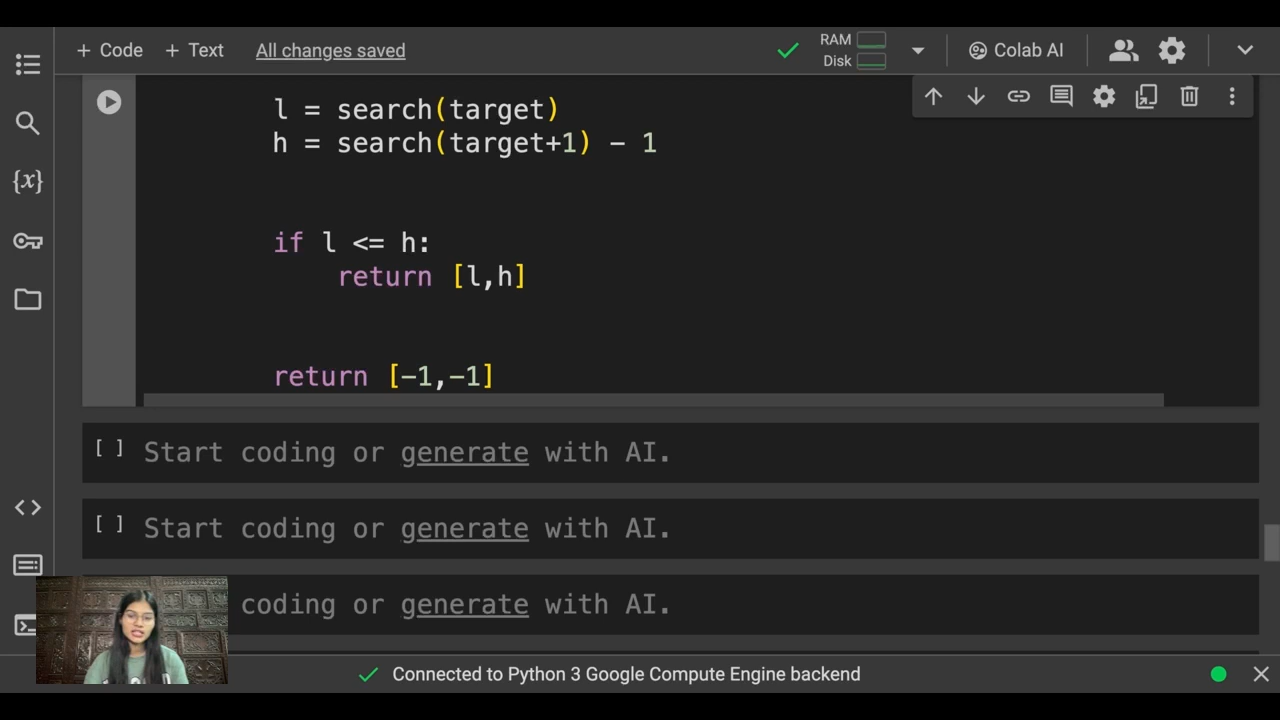 + Code + Text All changes saved
RAM
Disk
Colab AI
{x}
l = search(target)
h = search(target+1) - 1
if l <= h:
return [l,h]
return [-1,-1]
[ ] Start coding or generate with AI.
[ ] Start coding or generate with AI.
coding or generate with AI.
Connected to Python 3 Google Compute Engine backend